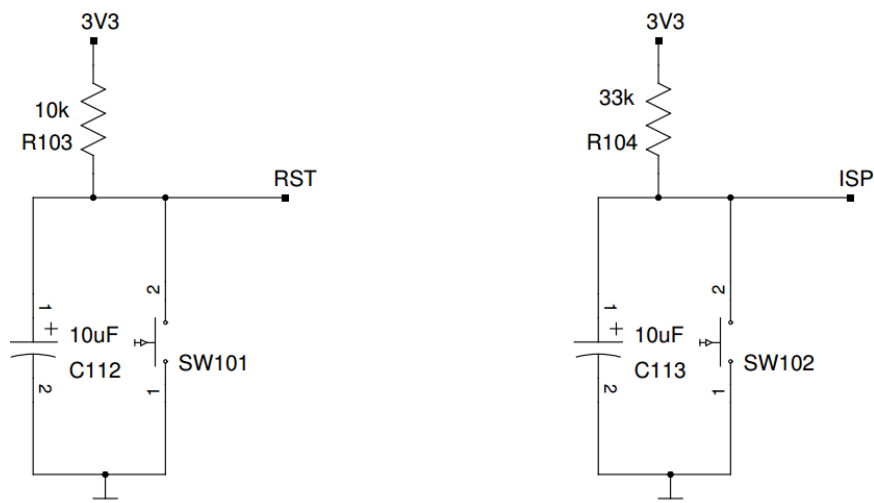 3V3
10k
R103
RST
1
2
+
10uF
C112
SW101
2
1
3V3
33k
R104
ISP
1
2
+
10uF
C113
SW102
2
1